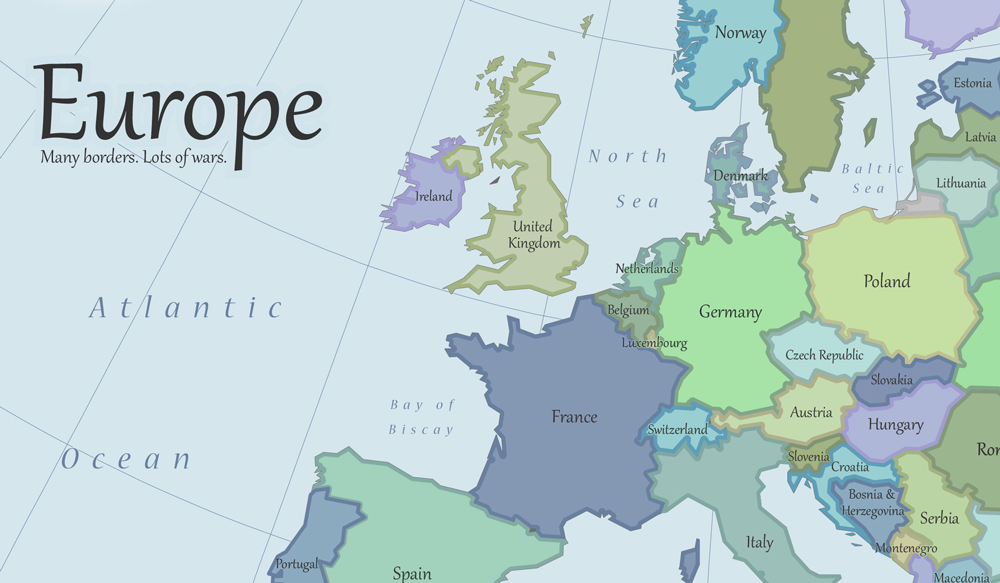 Europe
Many borders. Lots of wars.
Norway
Estonia
Latvia
North
Sea
Denmark
Baltic
Sea
Lithuania
Ireland
United
Kingdom
Netherlands
Poland
Atlantic
Belgium
Germany
Luxembourg
Czech Republic
Slovakia
Bay of
Biscay
France
Switzerland
Austria
Hungary
Ocean
Slovenia
Croatia
Rom
Bosnia &
Herzegovina
Serbia
Italy
Montenegro
Portugal
Spain
Macedonia